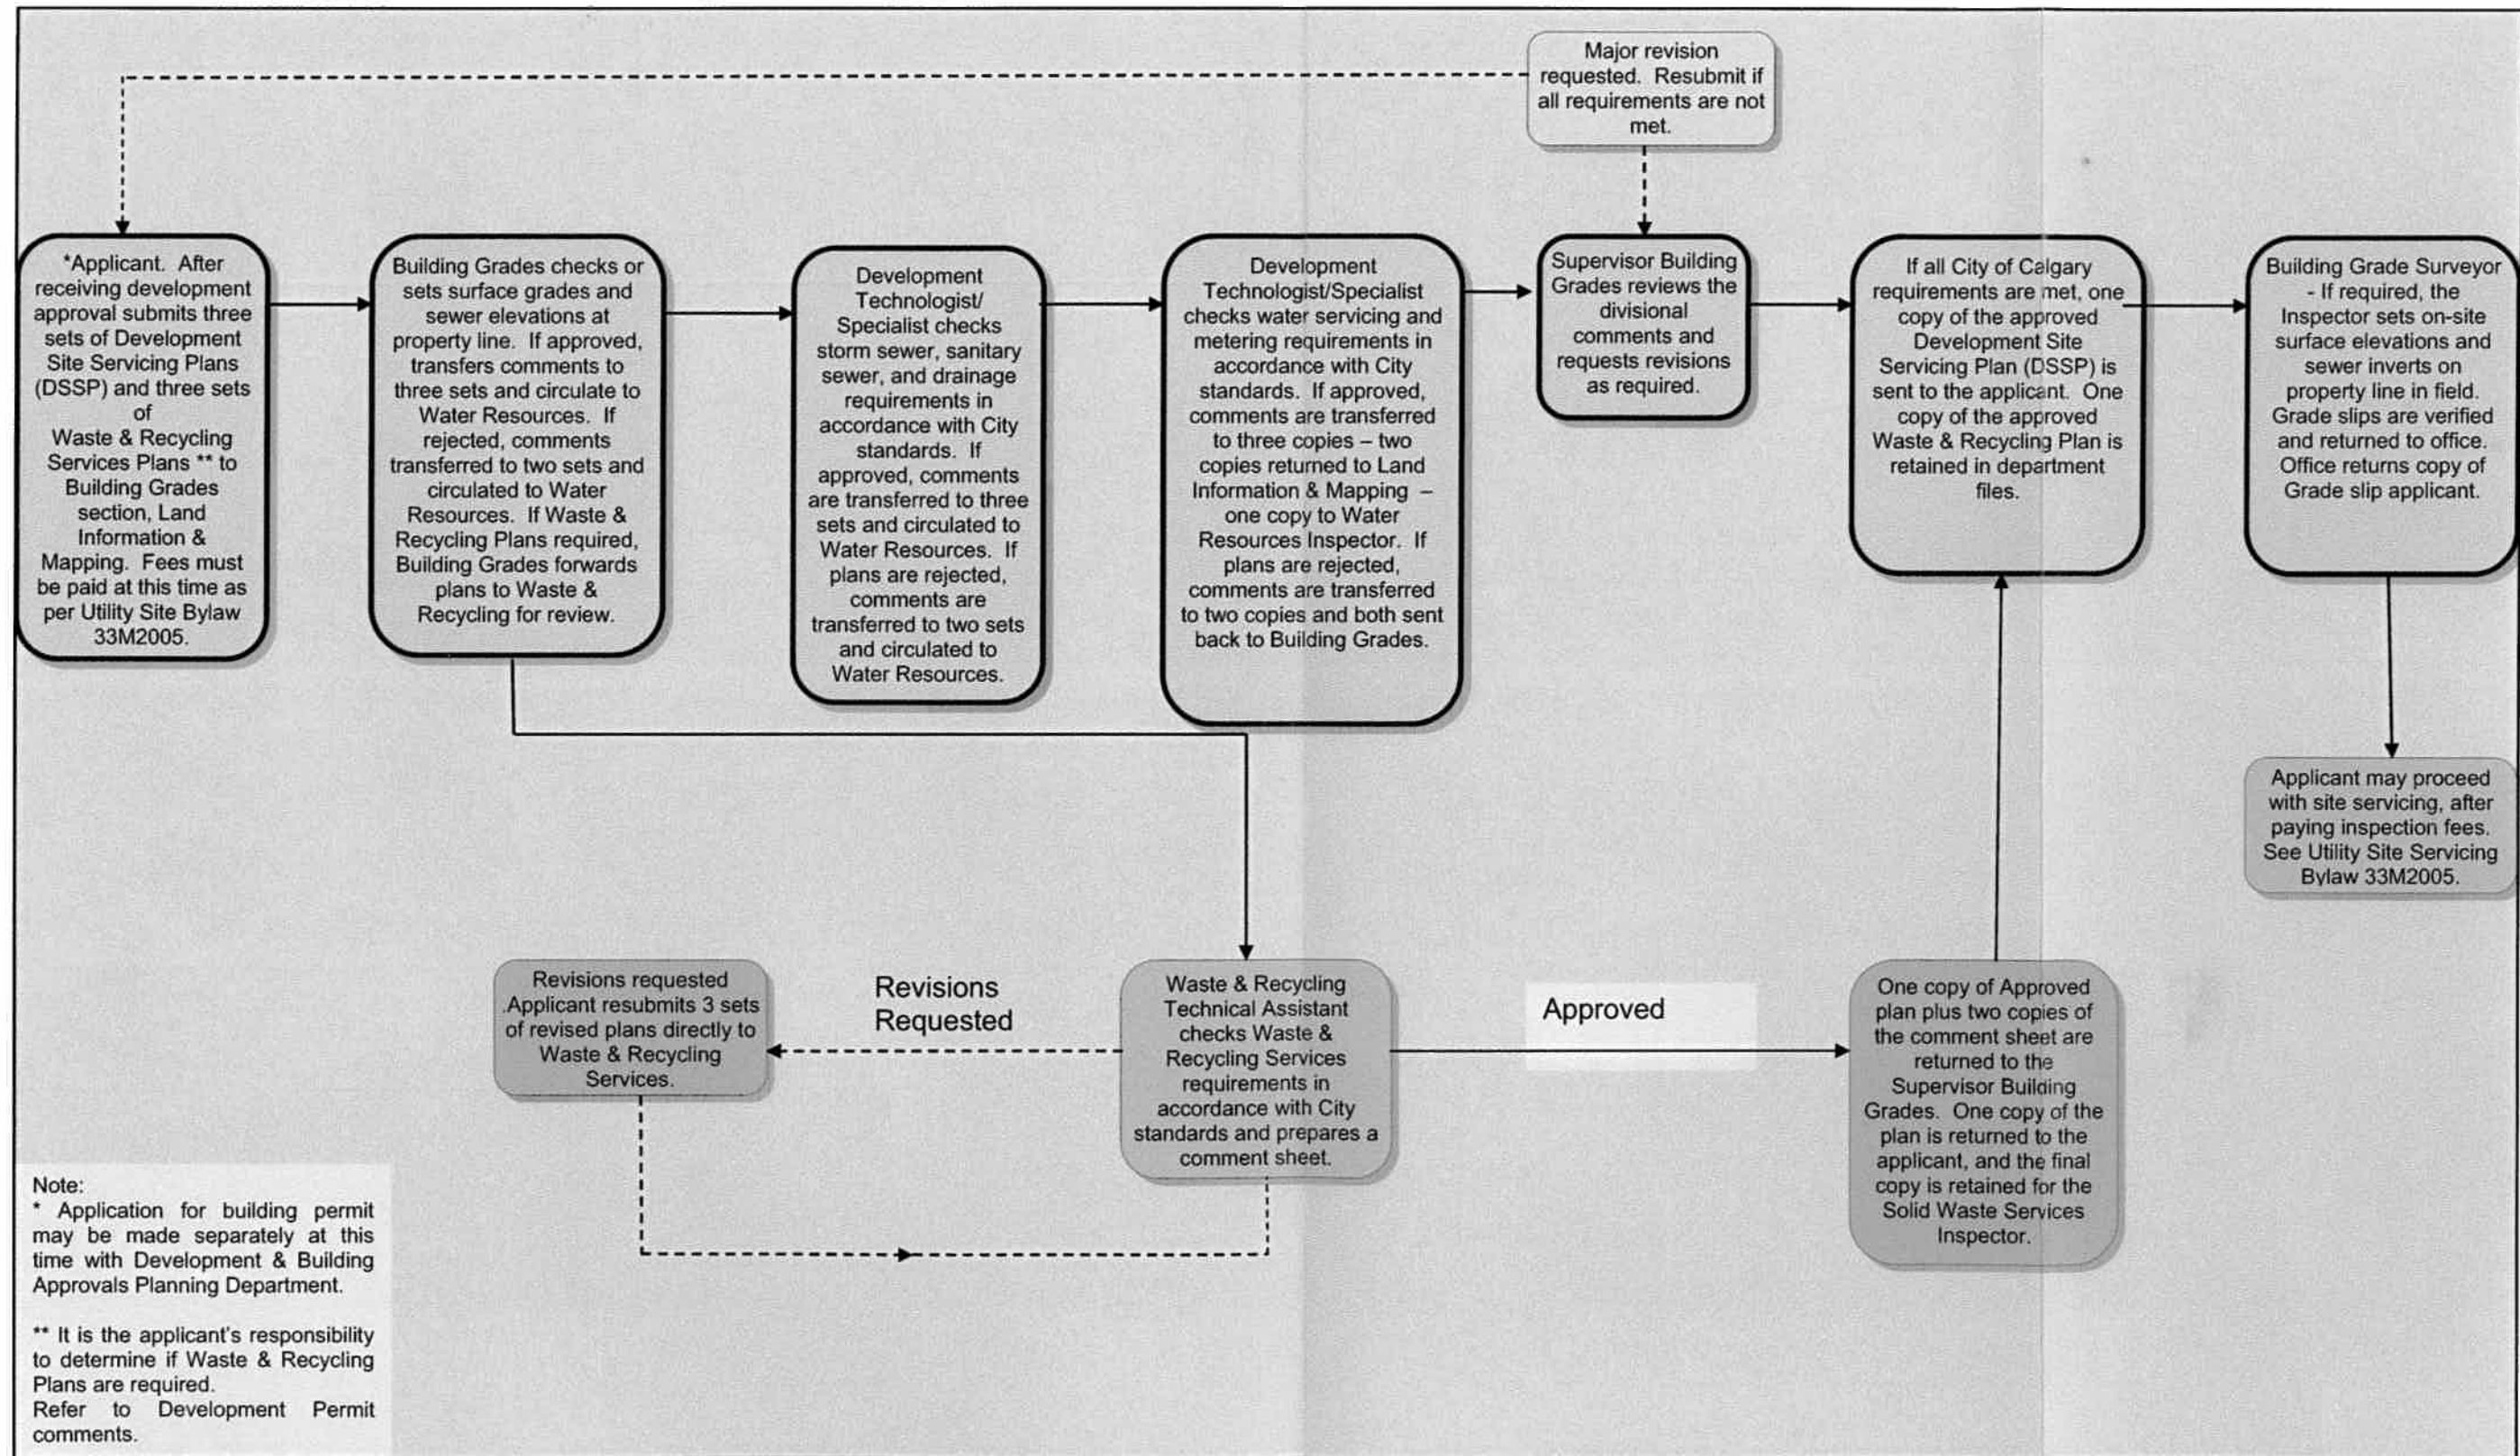 Major revision
requested. Resubmit if
all requirements are not
met.
*Applicant. After
receiving development
approval submits three
sets of Development
Site Servicing Plans
(DSSP) and three sets
of
Waste & Recycling
Services Plans ** to
Building Grades
section, Land
Information &
Mapping. Fees must
be paid at this time as
per Utility Site Bylaw
33M2005.
Building Grades checks or
sets surface grades and
sewer elevations at
property line. If approved,
transfers comments to
three sets and circulate to
Water Resources. If
rejected, comments
transferred to two sets and
circulated to Water
Resources. If Waste &
Recycling Plans required,
Building Grades forwards
plans to Waste &
Recycling for review.
Development
Technologist/
Specialist checks
storm sewer, sanitary
sewer, and drainage
requirements in
accordance with City
standards. If
approved, comments
are transferred to three
sets and circulated to
Water Resources. If
plans are rejected,
comments are
transferred to two sets
and circulated to
Water Resources.
Development
Technologist/Specialist
checks water servicing and
metering requirements in
accordance with City
standards. If approved,
comments are transferred
to three copies – two
copies returned to Land
Information & Mapping –
one copy to Water
Resources Inspector. If
plans are rejected,
comments are transferred
to two copies and both sent
back to Building Grades.
Supervisor Building
Grades reviews the
divisional
comments and
requests revisions
as required.
If all City of Calgary
requirements are met, one
copy of the approved
Development Site
Servicing Plan (DSSP) is
sent to the applicant. One
copy of the approved
Waste & Recycling Plan is
retained in department
files.
Building Grade Surveyor
- If required, the
Inspector sets on-site
surface elevations and
sewer inverts on
property line in field.
Grade slips are verified
and returned to office.
Office returns copy of
Grade slip applicant.
Applicant may proceed
with site servicing, after
paying inspection fees.
See Utility Site Servicing
Bylaw 33M2005.
Revisions requested
.Applicant resubmits 3 sets
of revised plans directly to
Waste & Recycling
Services.
Revisions
Requested
Waste & Recycling
Technical Assistant
checks Waste &
Recycling Services
requirements in
accordance with City
standards and prepares a
comment sheet.
Approved
One copy of Approved
plan plus two copies of
the comment sheet are
returned to the
Supervisor Building
Grades. One copy of the
plan is returned to the
applicant, and the final
copy is retained for the
Solid Waste Services
Inspector.
Note:
* Application for building permit
may be made separately at this
time with Development & Building
Approvals Planning Department.
** It is the applicant's responsibility
to determine if Waste & Recycling
Plans are required.
Refer to Development Permit
comments.